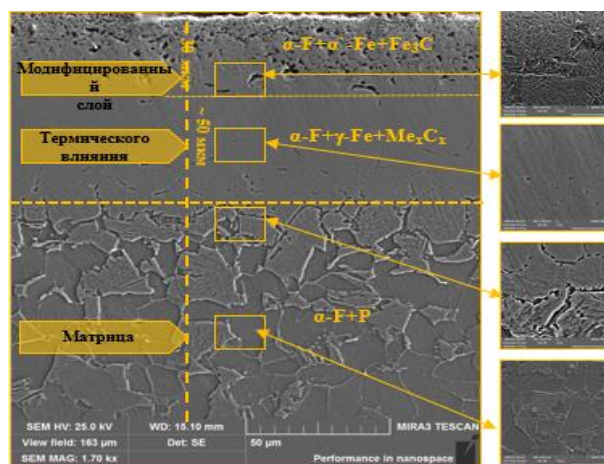 α-F+α`-Fe+Fe3C
Модифицированны
й
слой
Термического
влияния
~ 50 мкм
α-F+γ-Fe+MexCx
α-F+P
Матрица
SEM HV: 25.0 kV
WD: 15.10 mm
MIRA3 TESCAN
View field: 163 µm
Det: SE
50 µm
SEM MAG: 1.70 kx
Performance in nanospace